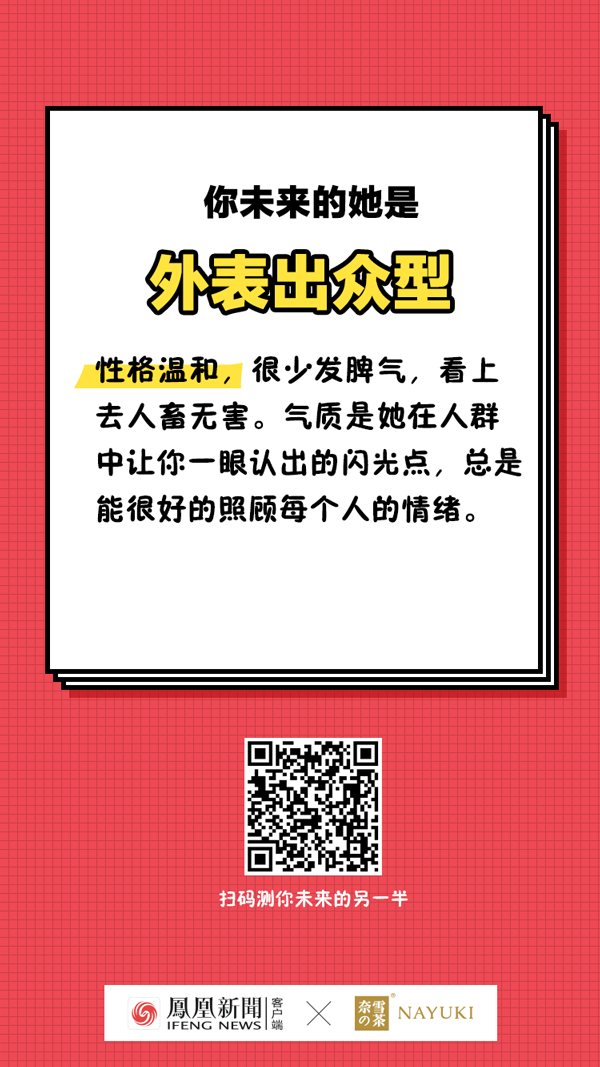 你未来的她是
外表出众型
性格温和，很少发脾气，看上
去人畜无害。气质是她在人群
中让你一眼认出的闪光点，总是
能很好的照顾每个人的情绪。
扫码测你未来的另一半
鳳凰新聞 客户端
IFENG NEWS
奈雪の茶® NAYUKI